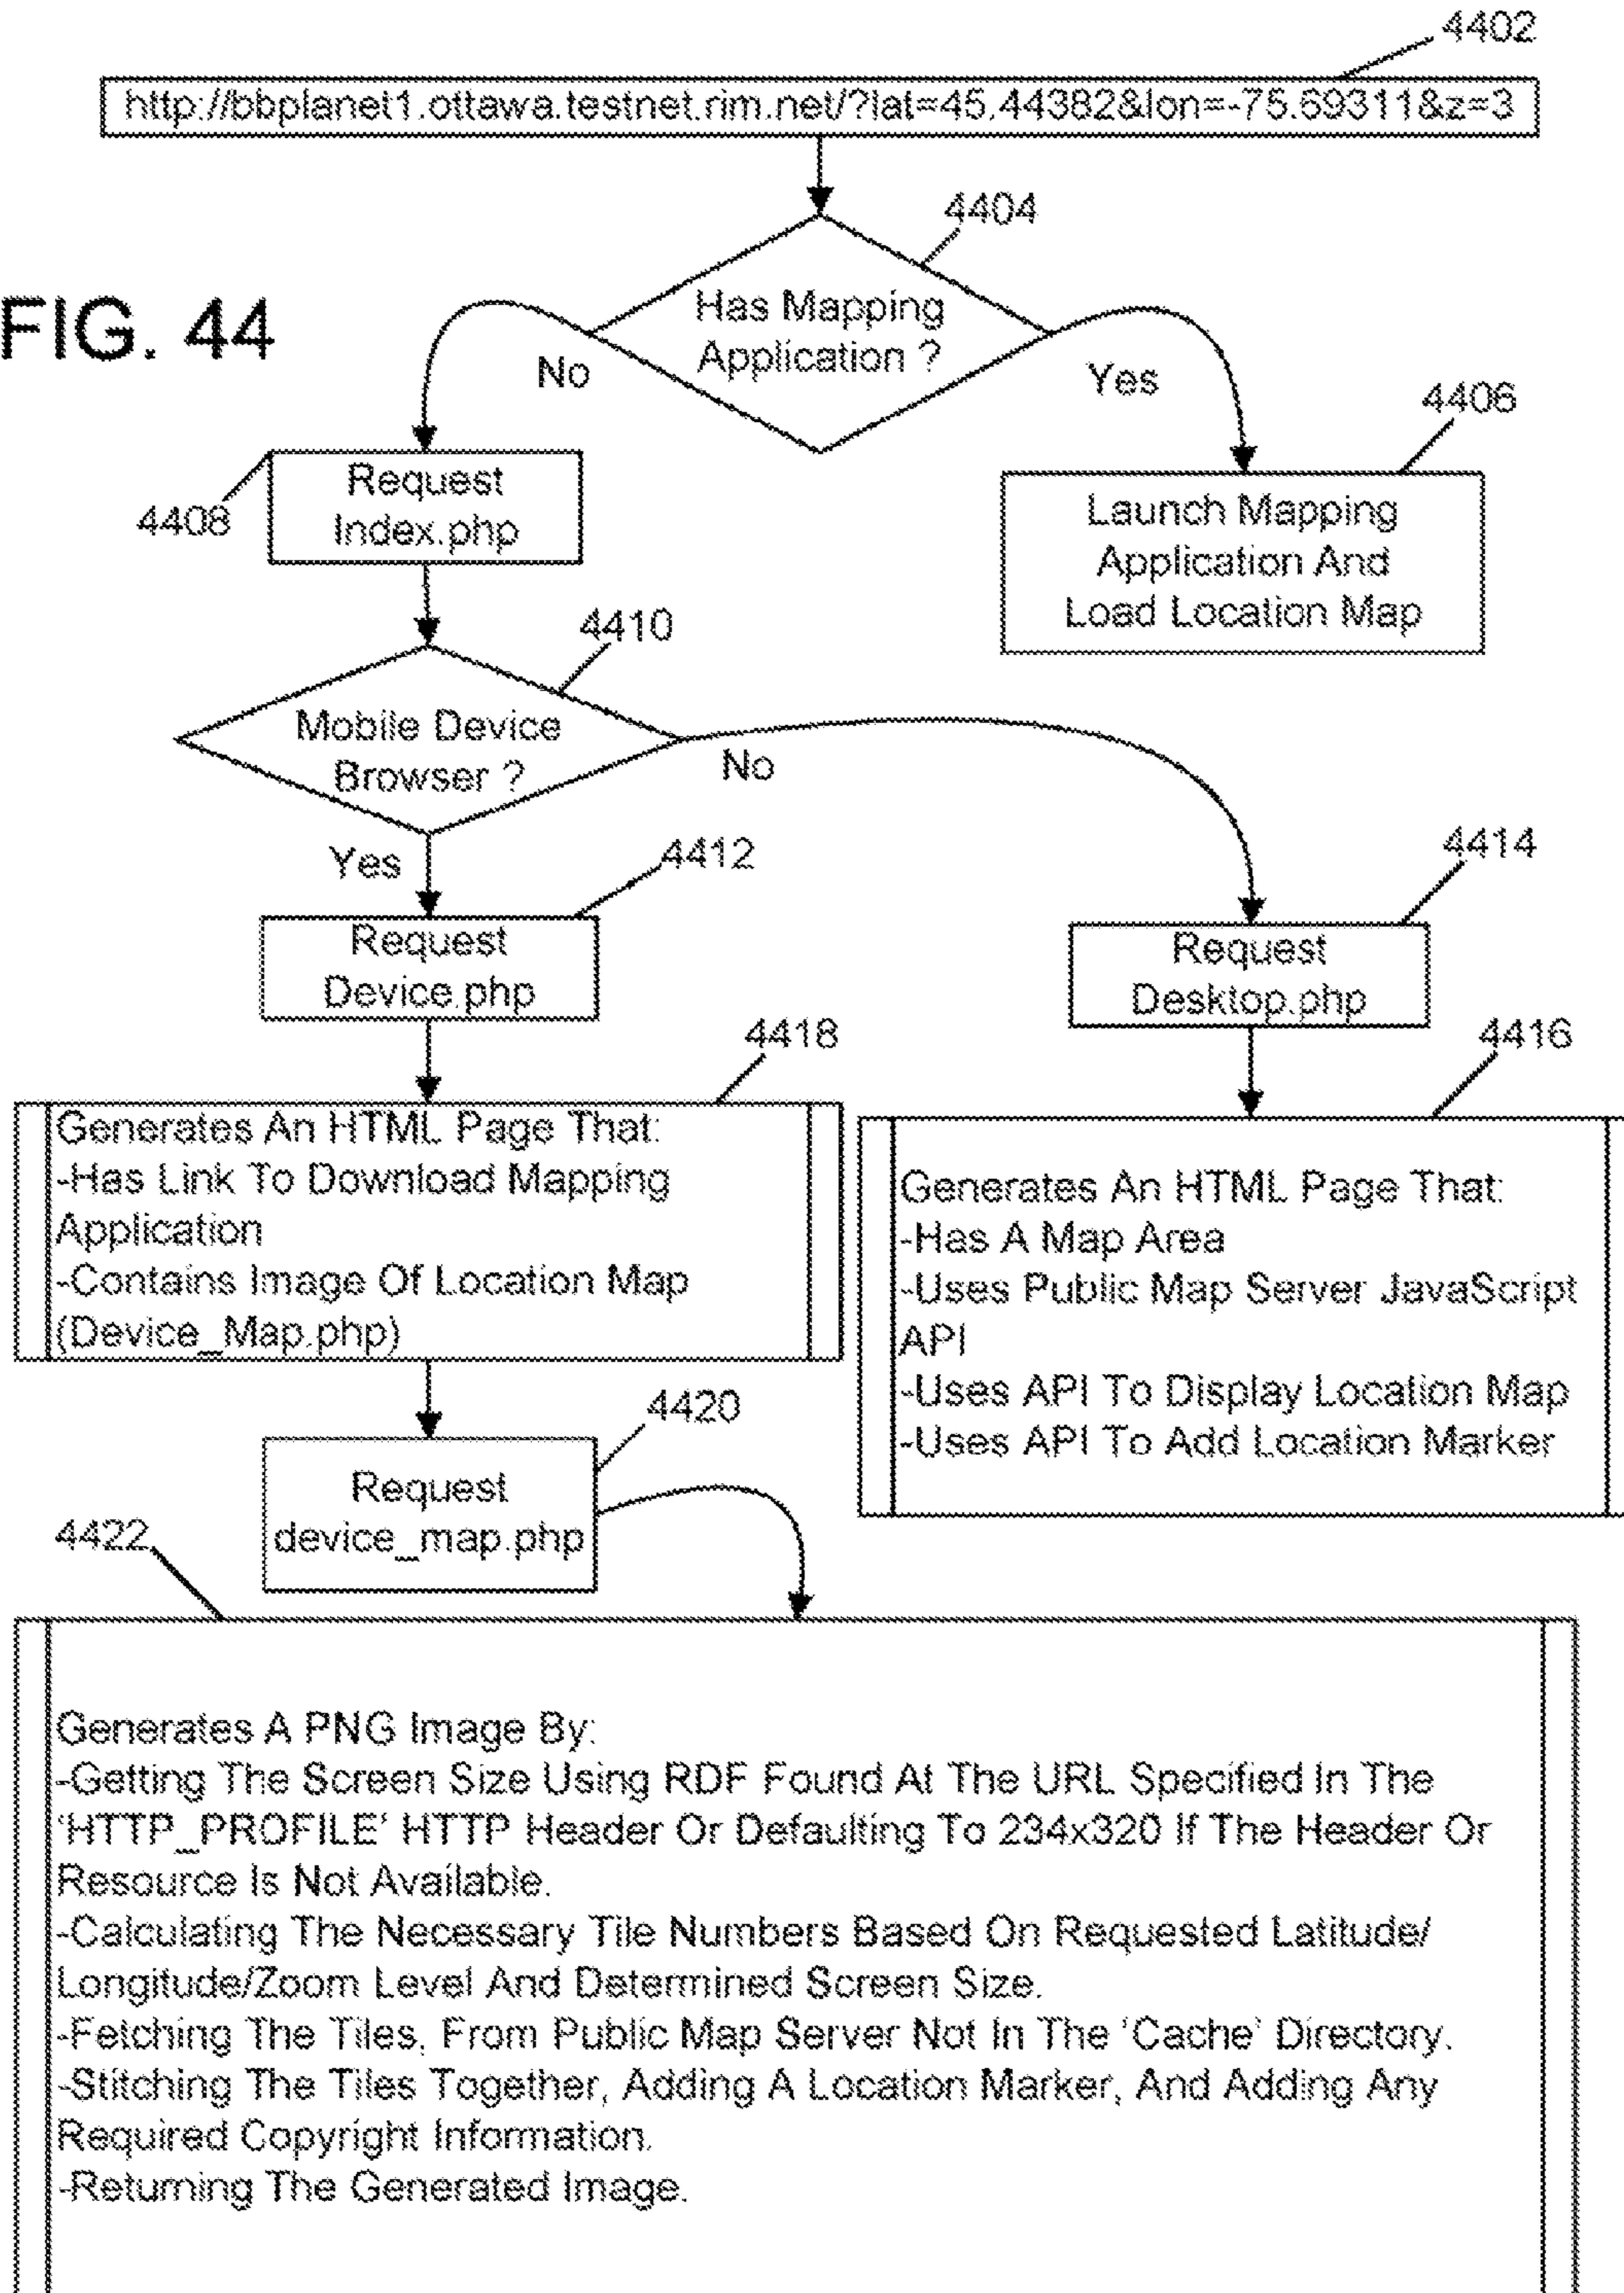 4402
http://bbplanet1.ottawa.testnet.rim.net/?lat=45.44382&lon=-75.69311&z=3
4404
FIG. 44
Has Mapping
Application ?
No
Yes
4406
4408
Request
Index.php
Launch Mapping
Application And
Load Location Map
4410
Mobile Device
Browser ?
No
Yes
4412
4414
Request
Device.php
Request
Desktop.php
4418
4416
Generates An HTML Page That:
-Has Link To Download Mapping
Application
-Contains Image Of Location Map
(Device_Map.php)
Generates An HTML Page That:
-Has A Map Area
-Uses Public Map Server JavaScript
API
-Uses API To Display Location Map
-Uses API To Add Location Marker
4420
Request
device_map.php
4422
Generates A PNG Image By:
-Getting The Screen Size Using RDF Found At The URL Specified In The
'HTTP_PROFILE' HTTP Header Or Defaulting To 234x320 If The Header Or
Resource Is Not Available.
-Calculating The Necessary Tile Numbers Based On Requested Latitude/
Longitude/Zoom Level And Determined Screen Size.
-Fetching The Tiles, From Public Map Server Not In The 'Cache' Directory.
-Stitching The Tiles Together, Adding A Location Marker, And Adding Any
Required Copyright Information.
-Returning The Generated Image.